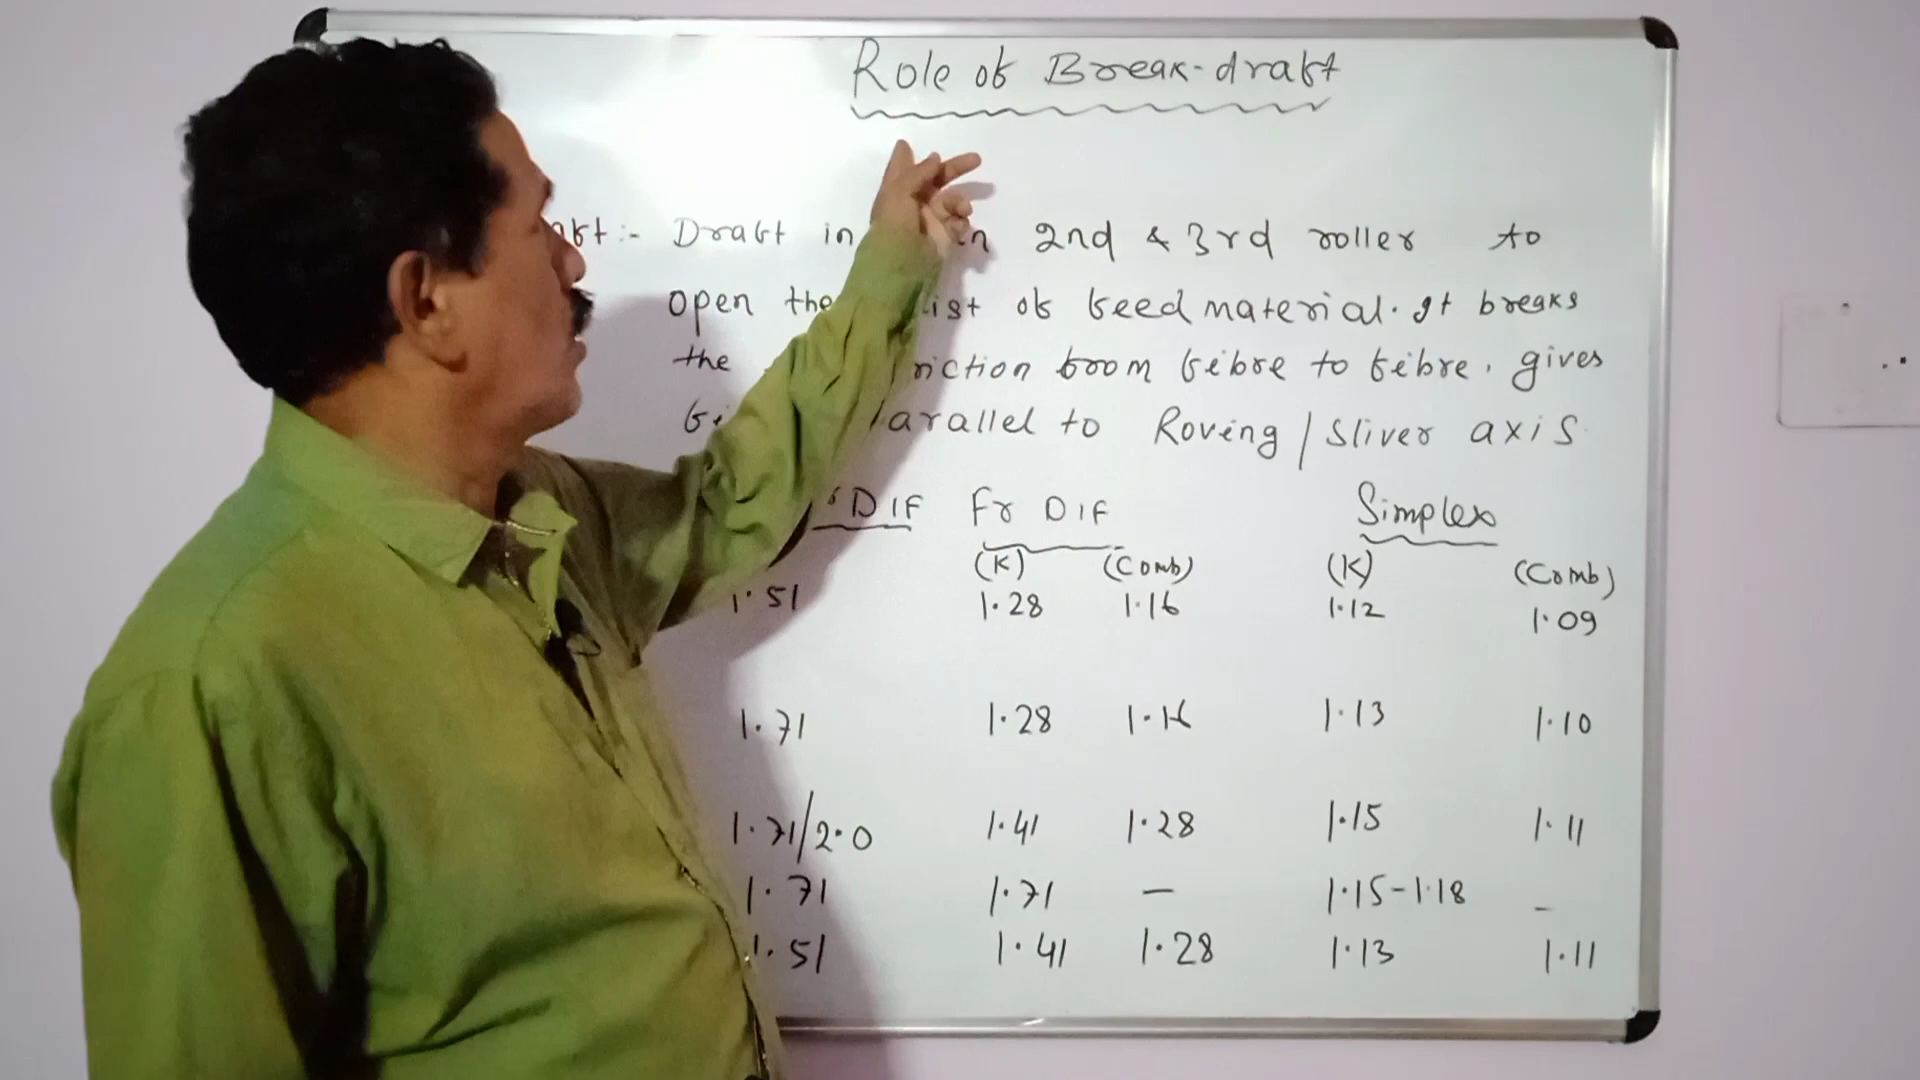 Role of Break-draft
Draft in 2nd & 3rd roller to
open the of feed material. It breaks
the from fibre to fibre, gives
to Roving / Sliver axis
DIF Fr DIF Simplex
(K) (Comb) (K) (Comb)
1.51 1.28 1.16 1.12 1.09
1.71 1.28 1.16 1.13 1.10
1.71/2.0 1.41 1.28 1.15 1.11
1.71 1.71 — 1.15-1.18 -
1.51 1.41 1.28 1.13 1.11